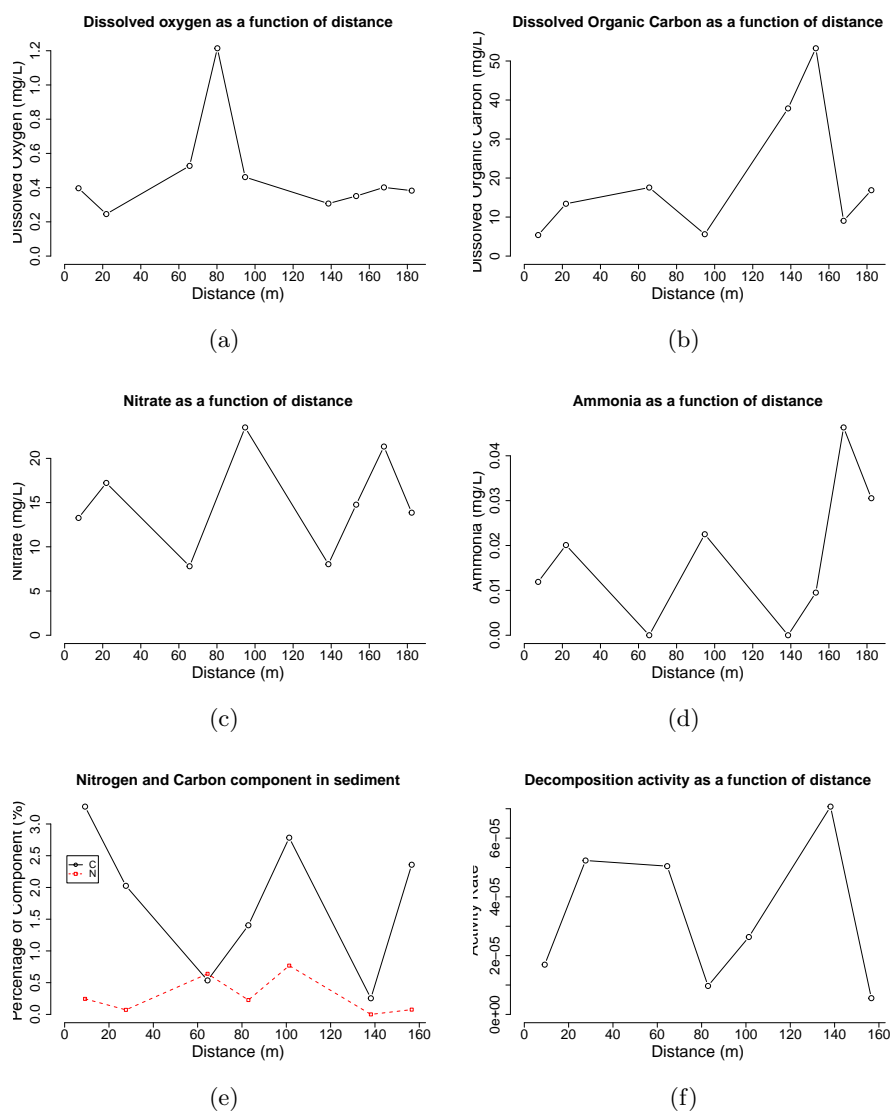 Dissolved oxygen as a function of distance
Dissolved Oxygen (mg/L)
0.0 0.2 0.4 0.6 0.8 1.0 1.2
0 20 40 60 80 100 120 140 160 180
Distance (m)
(a)
Dissolved Organic Carbon as a function of distance
Dissolved Organic Carbon (mg/L)
0 10 20 30 40 50
0 20 40 60 80 100 120 140 160 180
Distance (m)
(b)
Nitrate as a function of distance
Nitrate (mg/L)
0 5 10 15 20
0 20 40 60 80 100 120 140 160 180
Distance (m)
(c)
Ammonia as a function of distance
Ammonia (mg/L)
0.00 0.01 0.02 0.03 0.04
0 20 40 60 80 100 120 140 160 180
Distance (m)
(d)
Nitrogen and Carbon component in sediment
Percentage of Component (%)
0.0 0.5 1.0 1.5 2.0 2.5 3.0
C
N
0 20 40 60 80 100 120 140 160
Distance (m)
(e)
Decomposition activity as a function of distance
Activity Rate
0e+00 2e-05 4e-05 6e-05
0 20 40 60 80 100 120 140 160
Distance (m)
(f)